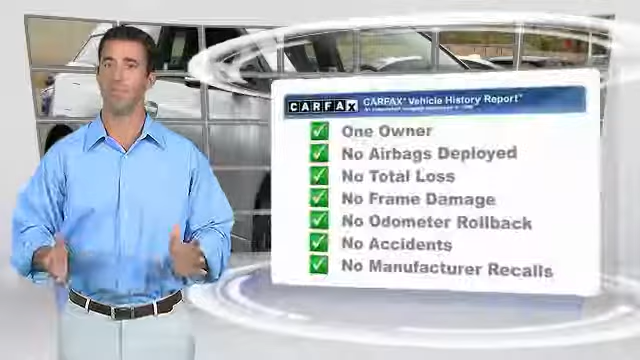 CARFAX CARFAX Vehicle History Report™
One Owner
No Airbags Deployed
No Total Loss
No Frame Damage
No Odometer Rollback
No Accidents
No Manufacturer Recalls